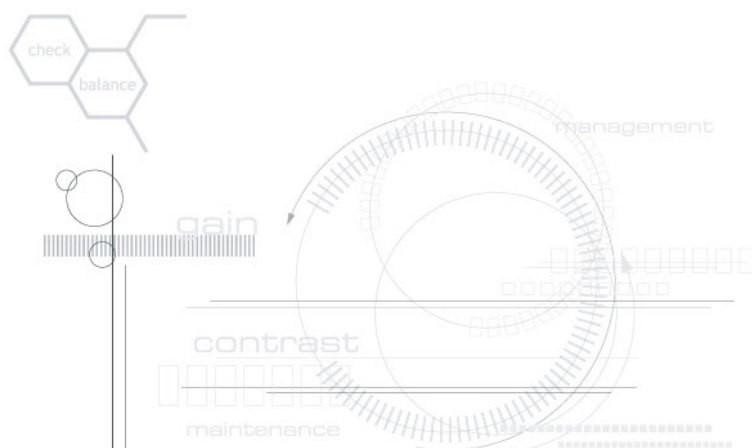 check
balance
management
gain
contrast
maintenance